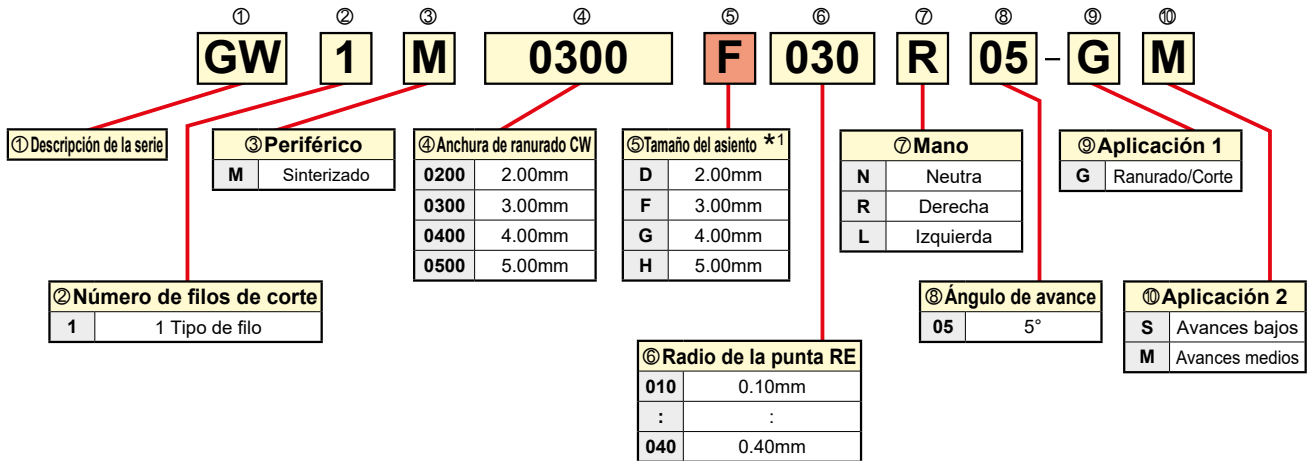 ① ② ③ ④ ⑤ ⑥ ⑦ ⑧ ⑨ ⑩
GW 1 M 0300 F 030 R 05 - G M
①Descripción de la serie
③Periférico
M Sinterizado
④Anchura de ranurado CW
0200 2.00mm
0300 3.00mm
0400 4.00mm
0500 5.00mm
⑤Tamaño del asiento *1
D 2.00mm
F 3.00mm
G 4.00mm
H 5.00mm
⑦Mano
N Neutra
R Derecha
L Izquierda
⑨Aplicación 1
G Ranurado/Corte
②Número de filos de corte
1 1 Tipo de filo
⑧Ángulo de avance
05 5°
⑩Aplicación 2
S Avances bajos
M Avances medios
⑥Radio de la punta RE
010 0.10mm
: :
040 0.40mm